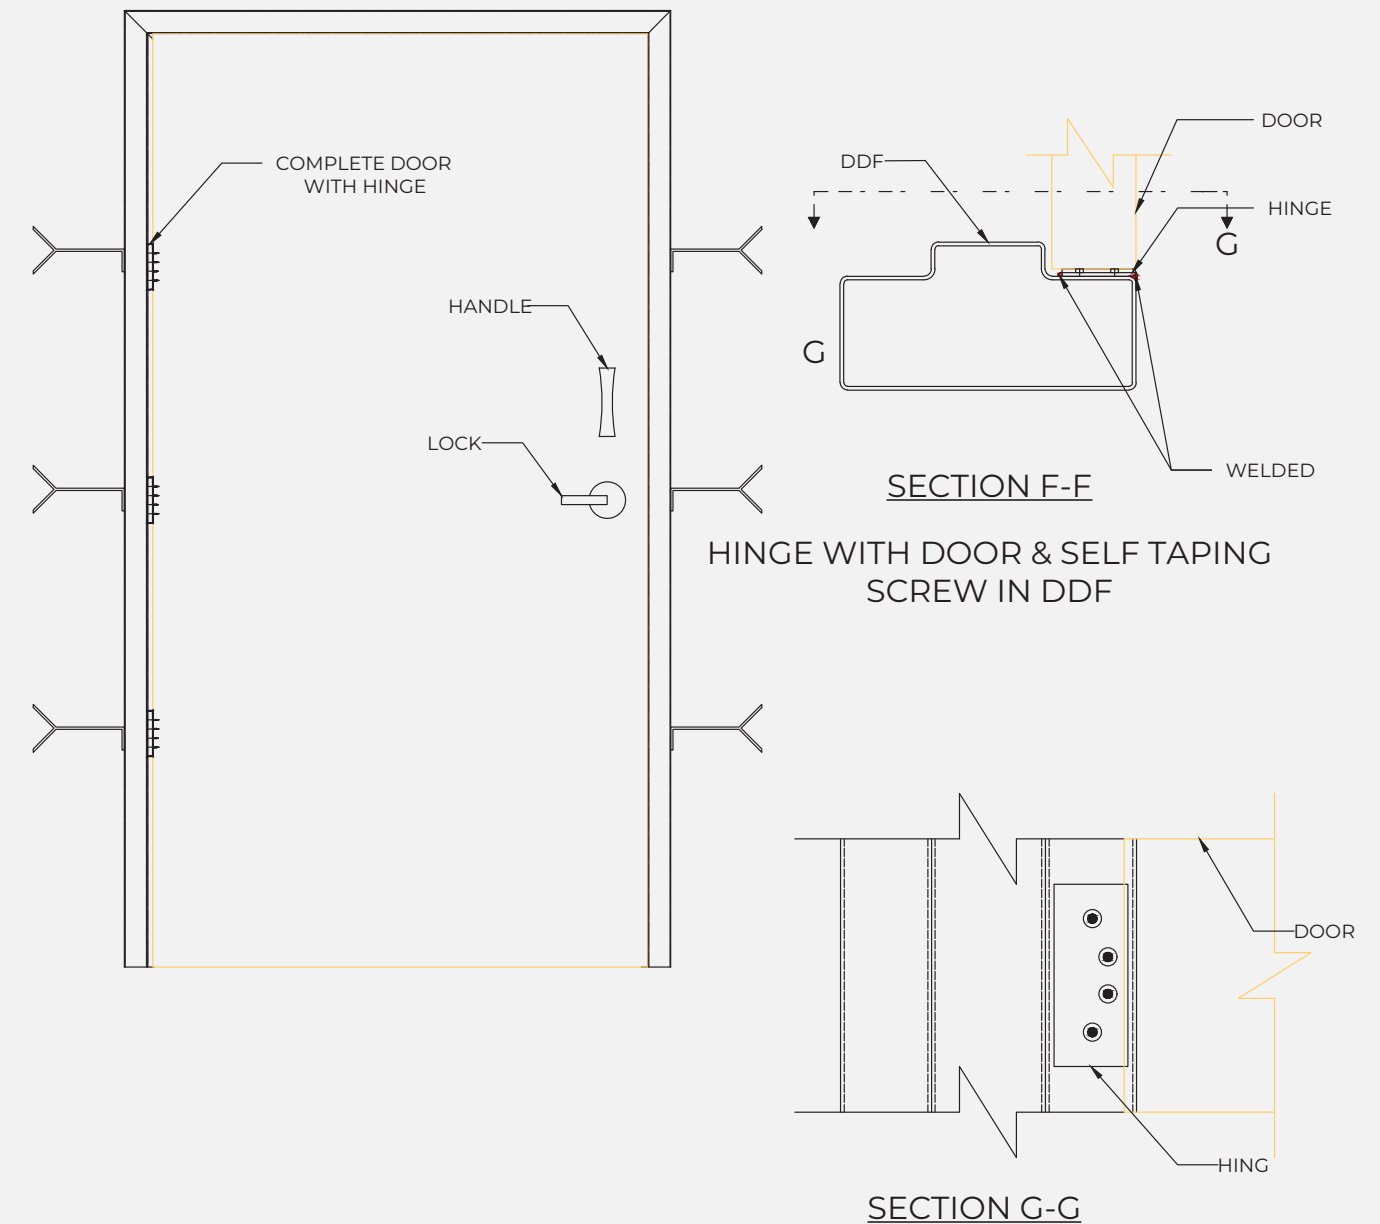 COMPLETE DOOR
WITH HINGE
HANDLE
LOCK
DOOR
DDF
HINGE
G
G
WELDED
SECTION F-F
HINGE WITH DOOR & SELF TAPING
SCREW IN DDF
DOOR
HING
SECTION G-G